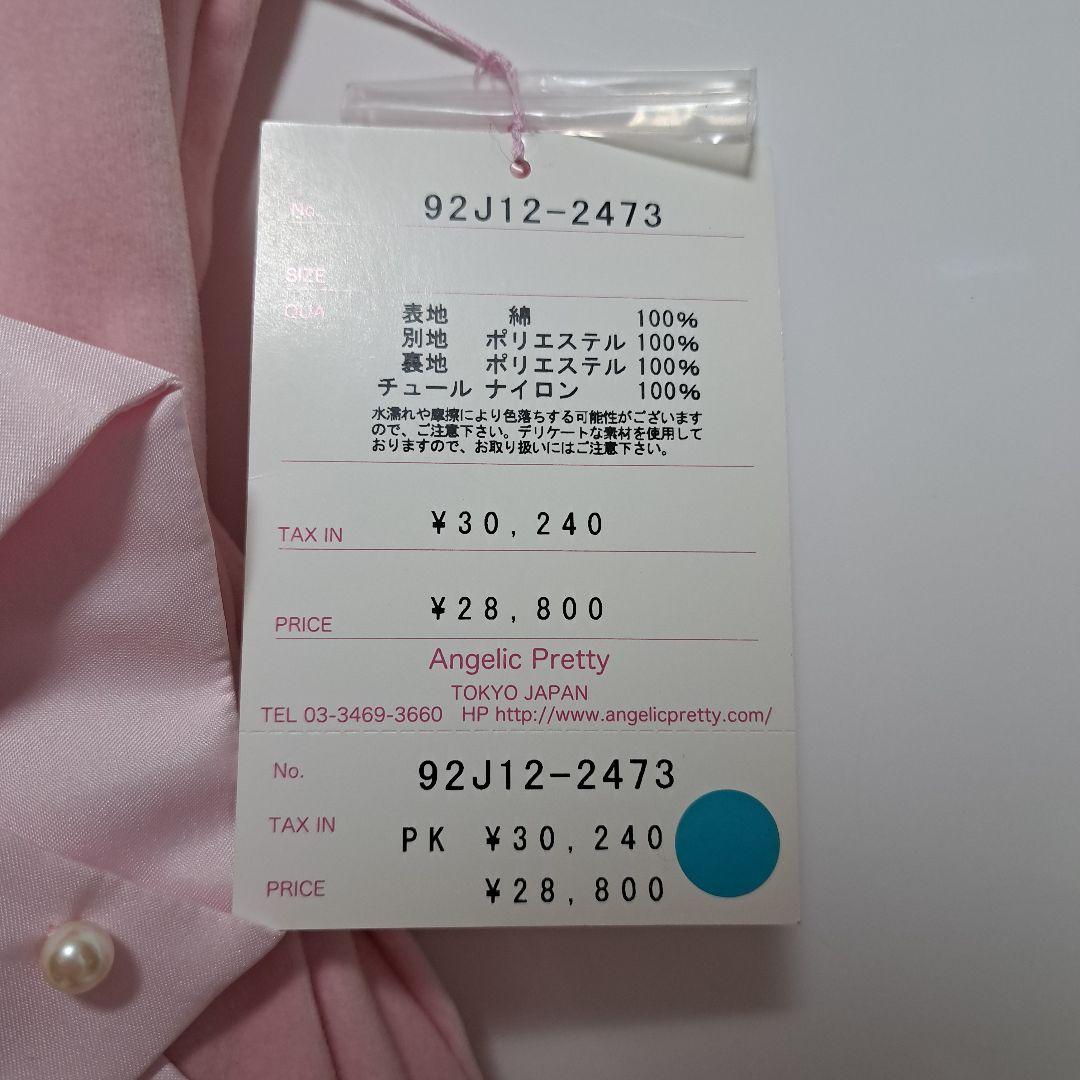 No. 92J12-2473
SIZE
QUA 表地 綿 100%
別地 ポリエステル 100%
裏地 ポリエステル 100%
チュール ナイロン 100%
水濡れや摩擦により色落ちする可能性がございます
ので、ご注意下さい。デリケートな素材を使用して
おりますので、お取り扱いにはご注意下さい。
TAX IN ¥30,240
PRICE ¥28,800
Angelic Pretty
TOKYO JAPAN
TEL 03-3469-3660 HP http://www.angelicpretty.com/
No. 92J12-2473
TAX IN PK ¥30,240
PRICE ¥28,800